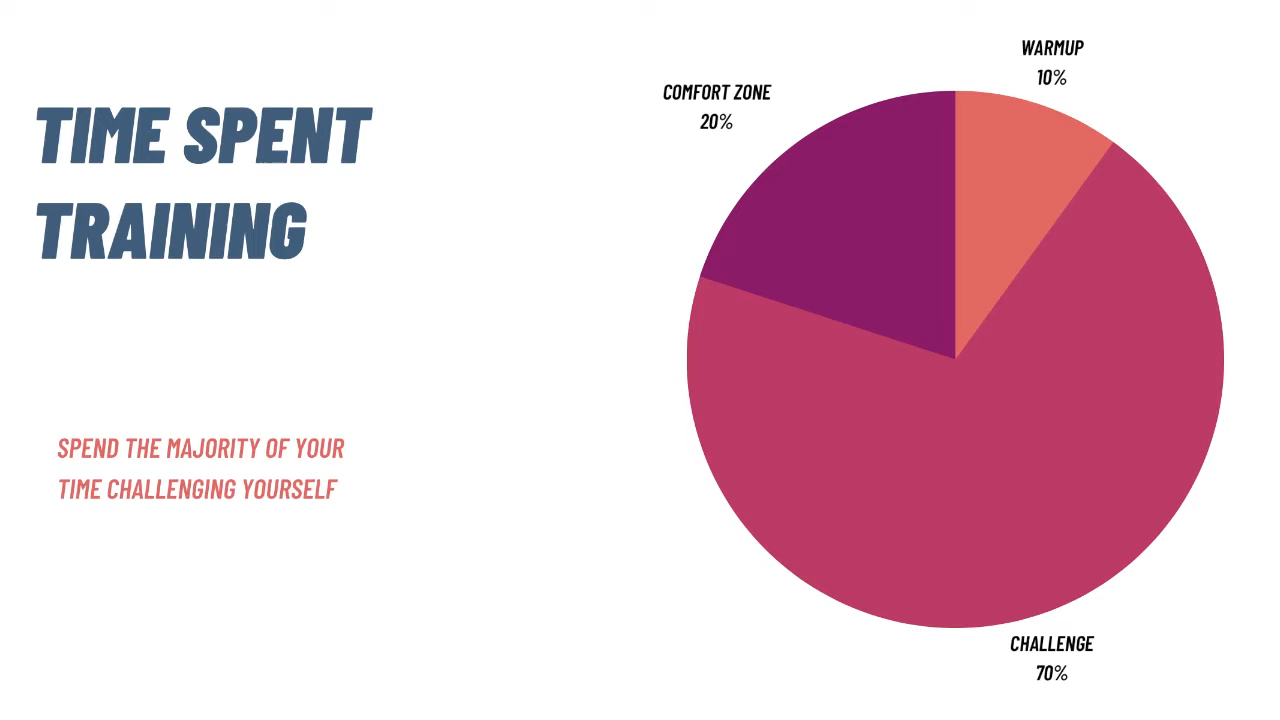 TIME SPENT
TRAINING
SPEND THE MAJORITY OF YOUR
TIME CHALLENGING YOURSELF
WARMUP
10%
COMFORT ZONE
20%
CHALLENGE
70%